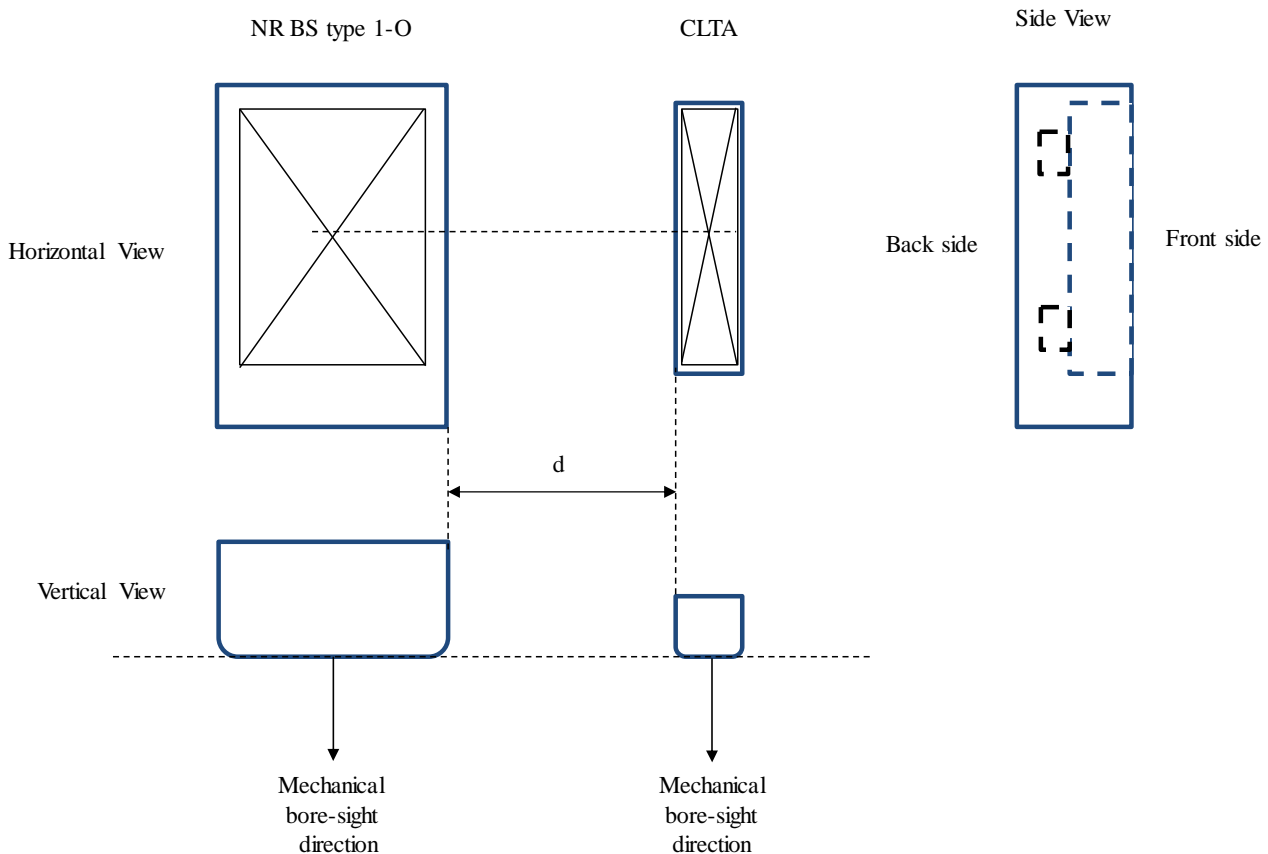 NR BS type 1-O
CLTA
Side View
Horizontal View
Back side
Front side
d
Vertical View
Mechanical
bore-sight
direction
Mechanical
bore-sight
direction